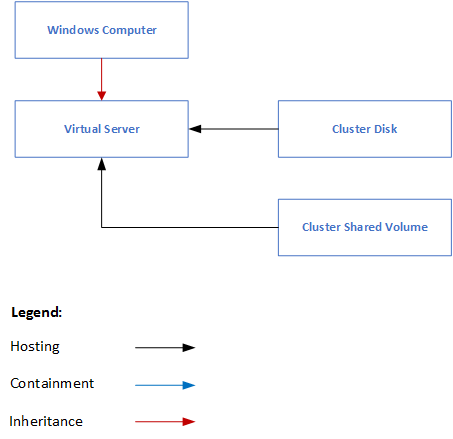 Windows Computer
Virtual Server
Cluster Disk
Cluster Shared Volume
Legend:
Hosting
Containment
Inheritance